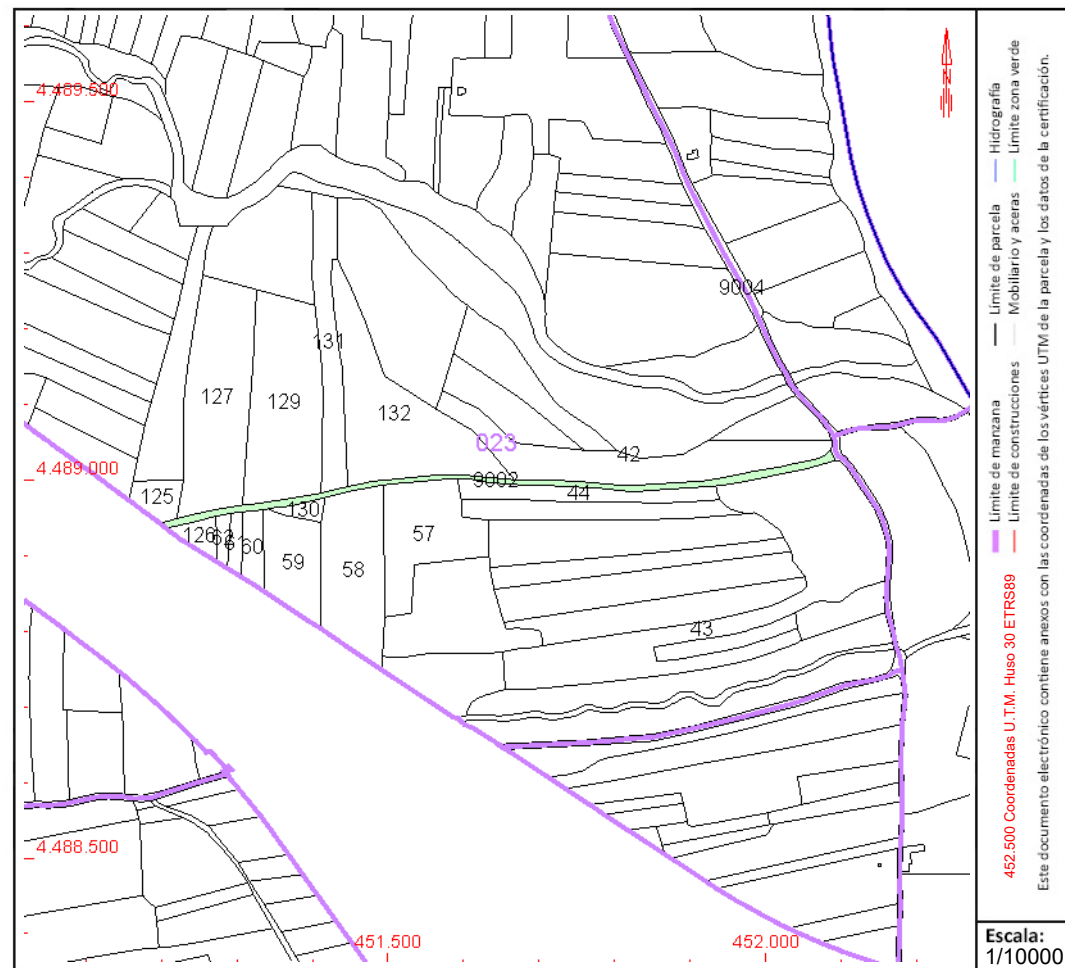 4.489.500
9004
131
127
129
132
023
42
4.489.000
9002
125
44
130
126
62
61
60
57
59
58
43
4.488.500
451.500
452.000
N
Límite de manzana
Límite de parcela
Hidrografía
Límite de construcciones
Mobiliario y aceras
Límite zona verde
452.500 Coordenadas U.T.M. Huso 30 ETRS89
Este documento electrónico contiene anexos con las coordenadas de los vértices UTM de la parcela y los datos de la certificación.
Escala:
1/10000